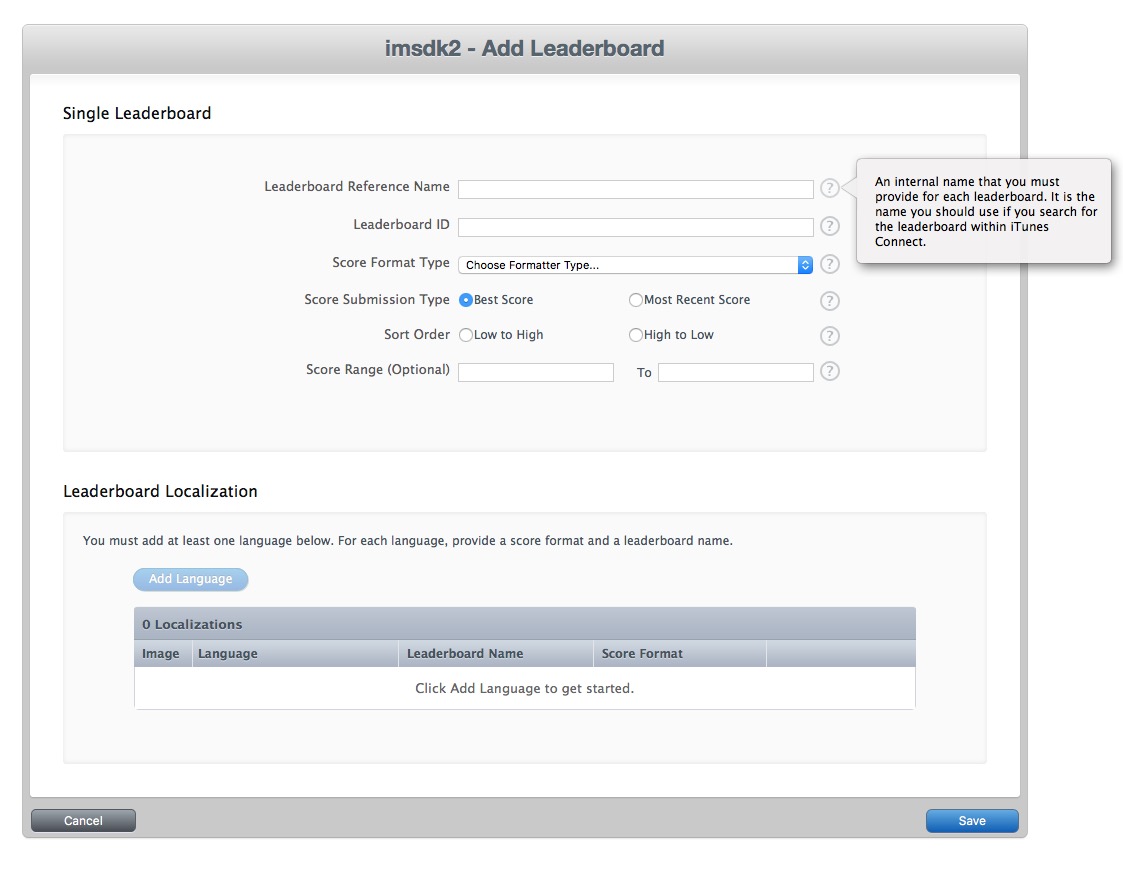 imsdk2 - Add Leaderboard
Single Leaderboard
Leaderboard Reference Name ?
An internal name that you must
provide for each leaderboard. It is the
name you should use if you search for
the leaderboard within iTunes
Connect.
Leaderboard ID ?
Score Format Type Choose Formatter Type... ?
Score Submission Type Best Score Most Recent Score ?
Sort Order Low to High High to Low ?
Score Range (Optional) To ?
Leaderboard Localization
You must add at least one language below. For each language, provide a score format and a leaderboard name.
Add Language
0 Localizations
Image Language Leaderboard Name Score Format
Click Add Language to get started.
Cancel Save